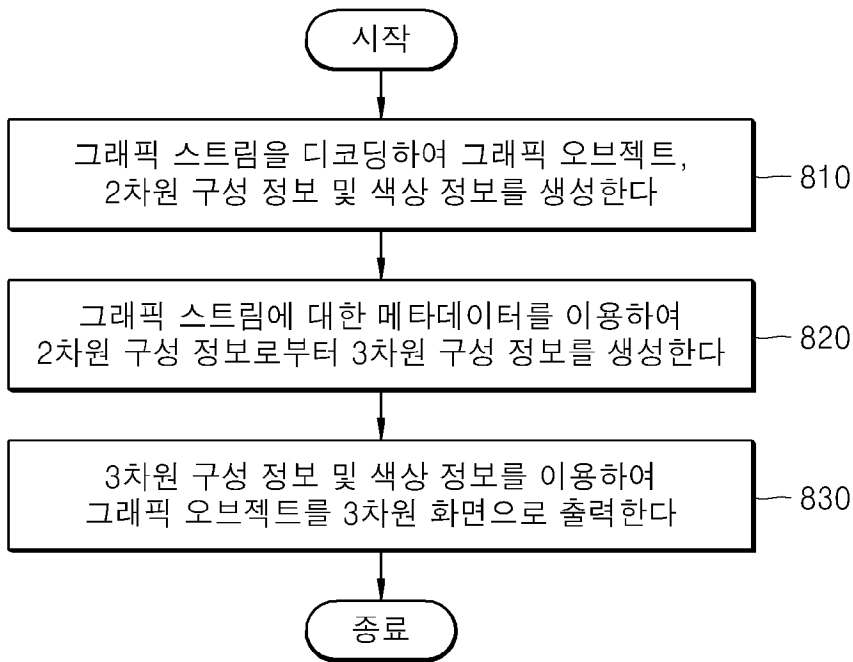 시작
그래픽 스트림을 디코딩하여 그래픽 오브젝트,
2차원 구성 정보 및 색상 정보를 생성한다
810
그래픽 스트림에 대한 메타데이터를 이용하여
2차원 구성 정보로부터 3차원 구성 정보를 생성한다
820
3차원 구성 정보 및 색상 정보를 이용하여
그래픽 오브젝트를 3차원 화면으로 출력한다
830
종료